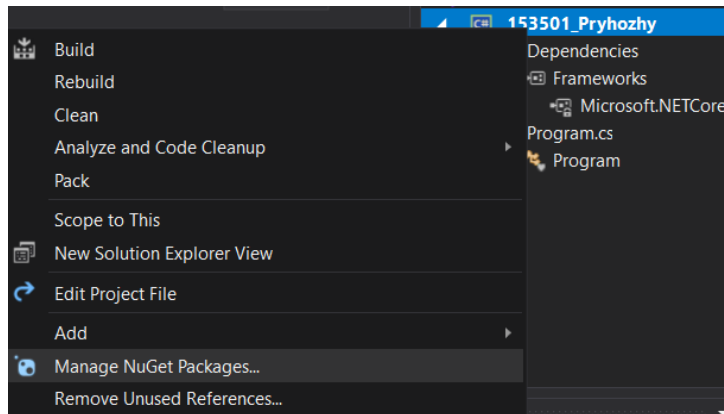 153501_Pryhozhy
Build
Dependencies
Rebuild
Frameworks
Clean
Microsoft.NETCore
Analyze and Code Cleanup
Program.cs
Pack
Program
Scope to This
New Solution Explorer View
Edit Project File
Add
Manage NuGet Packages...
Remove Unused References...